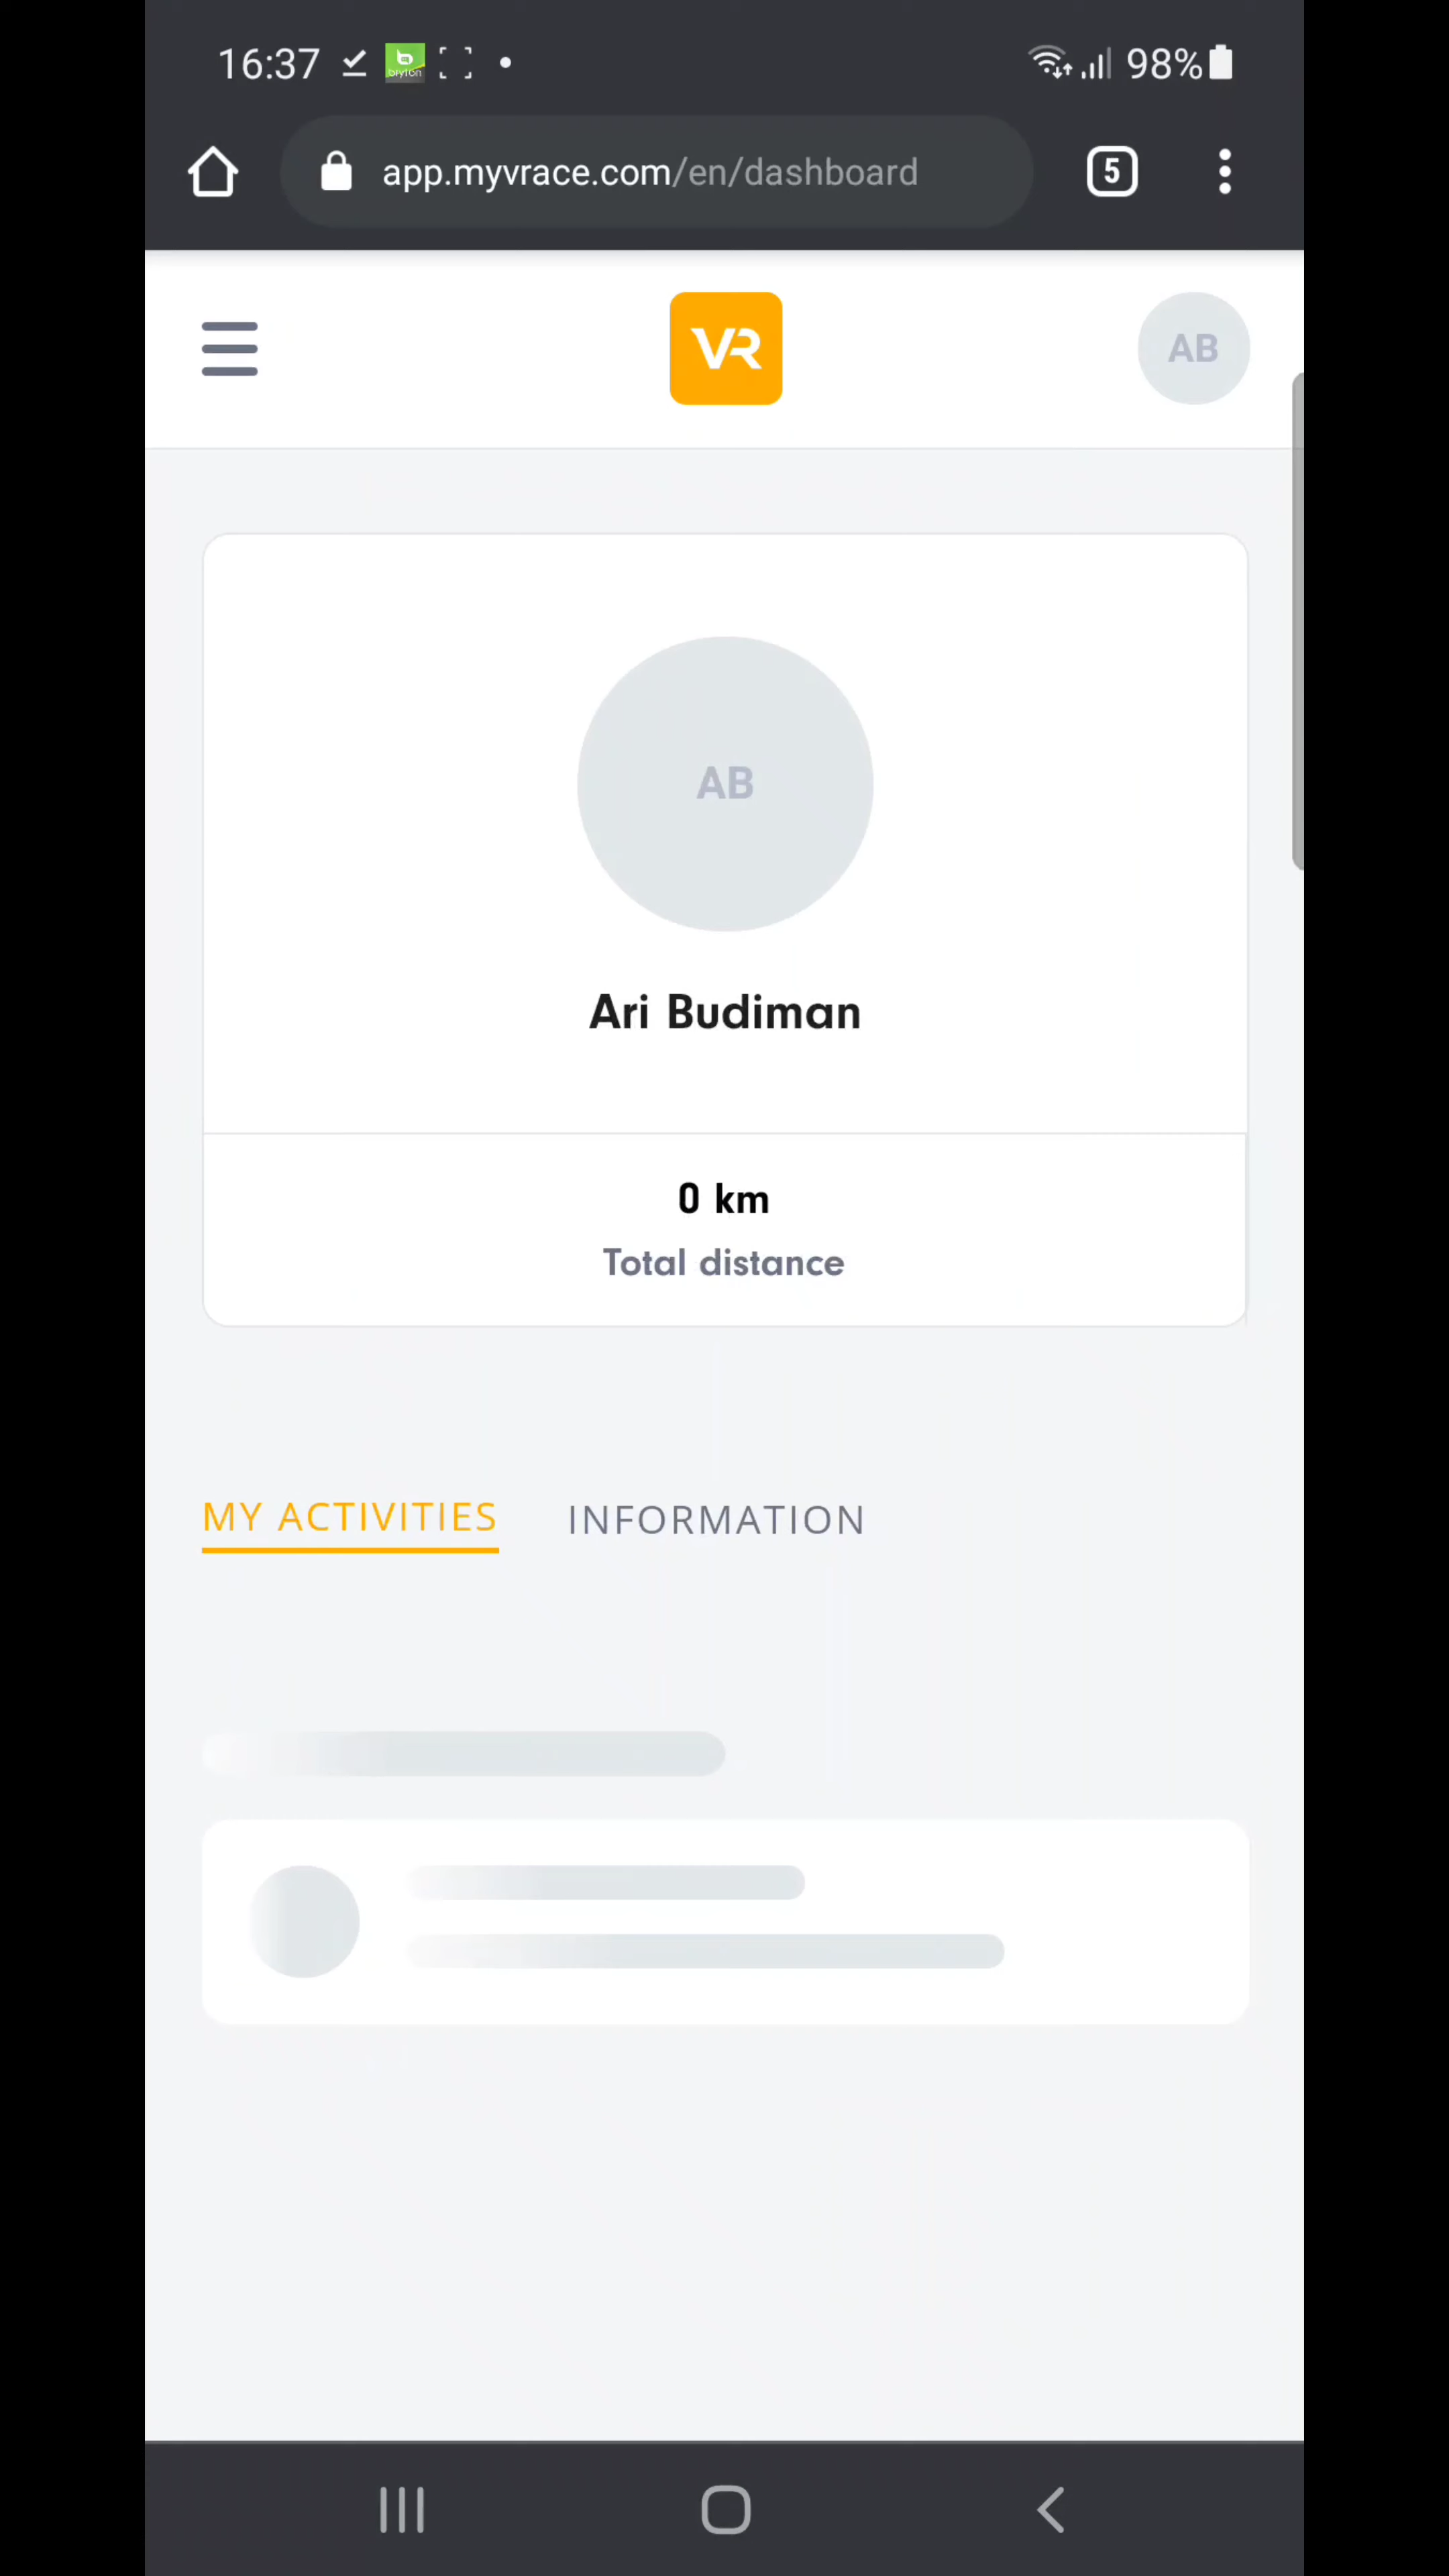 16:37 bryton 98%
app.myvrace.com/en/dashboard 5
VR AB
AB
Ari Budiman
0 km
Total distance
MY ACTIVITIES INFORMATION